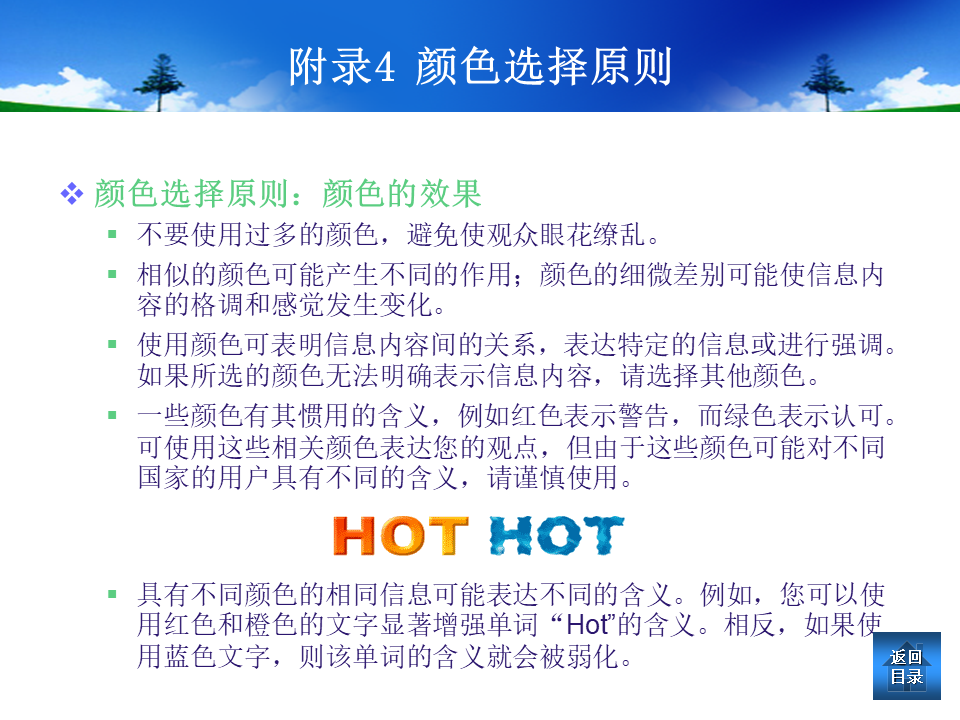 附录4 颜色选择原则
颜色选择原则：颜色的效果
不要使用过多的颜色，避免使观众眼花缭乱。
相似的颜色可能产生不同的作用；颜色的细微差别可能使信息内
容的格调和感觉发生变化。
使用颜色可表明信息内容间的关系，表达特定的信息或进行强调。
如果所选的颜色无法明确表示信息内容，请选择其他颜色。
一些颜色有其惯用的含义，例如红色表示警告，而绿色表示认可。
可使用这些相关颜色表达您的观点，但由于这些颜色可能对不同
国家的用户具有不同的含义，请谨慎使用。
HOT HOT
具有不同颜色的相同信息可能表达不同的含义。例如，您可以使
用红色和橙色的文字显著增强单词“Hot”的含义。相反，如果使
用蓝色文字，则该单词的含义就会被弱化。
返回
目录